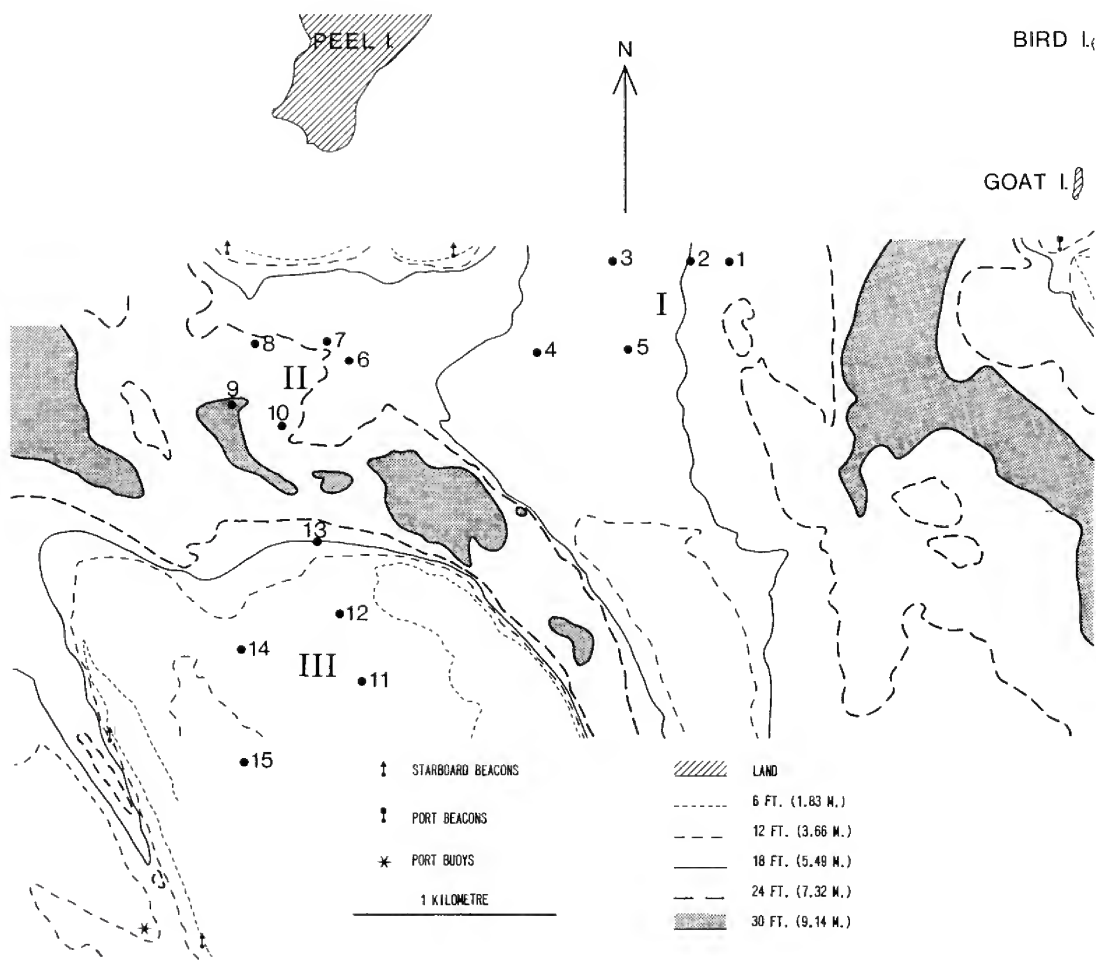 PEEL I.
N
BIRD I.
GOAT I.
3
2
1
I
8
7
6
4
5
II
9
10
13
12
14
III
11
15
STARBOARD BEACONS
PORT BEACONS
PORT BUOYS
1 KILOMETRE
LAND
6 FT. (1.83 M.)
12 FT. (3.66 M.)
18 FT. (5.49 M.)
24 FT. (7.32 M.)
30 FT. (9.14 M.)